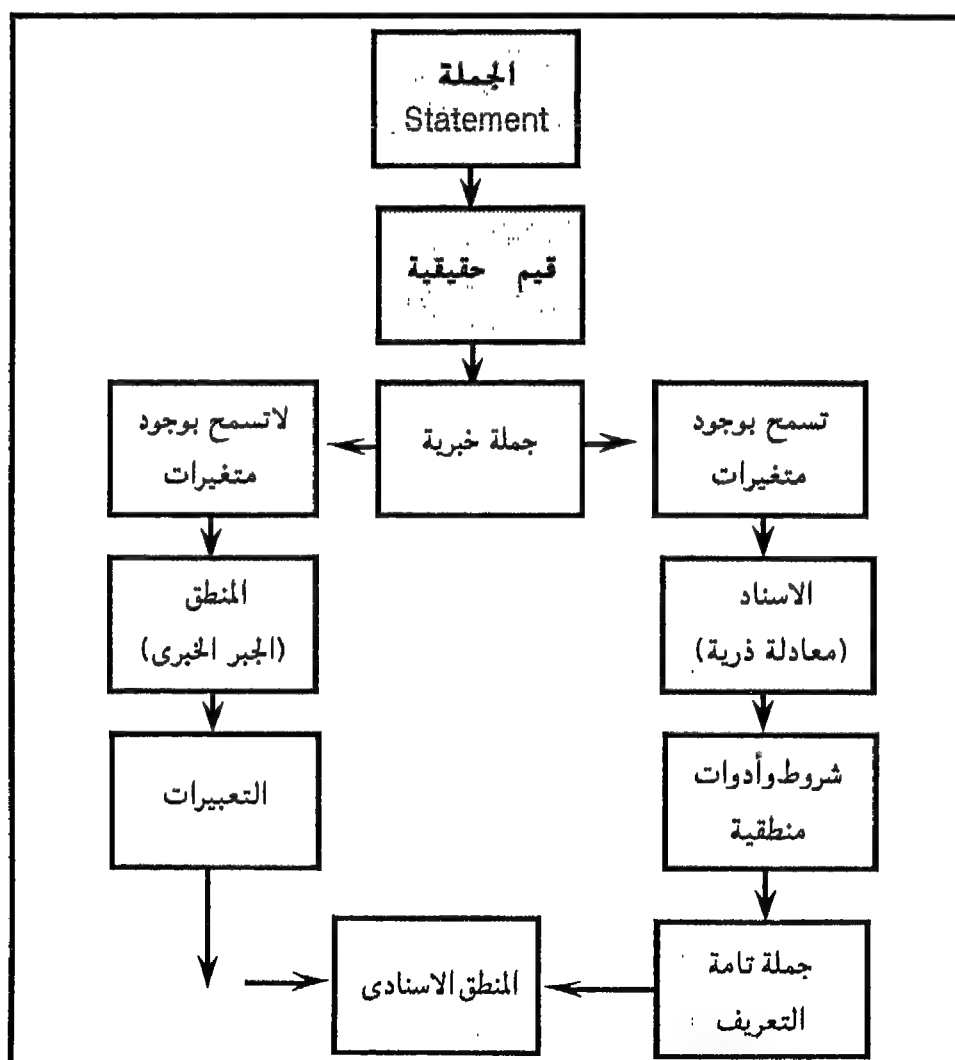 الجملة
Statement
قيم حقيقية
جملة خبرية
تسمح بوجود
متغيرات
لاتسمح بوجود
متغيرات
الاسناد
(معادلة ذرية)
المنطق
(الجبر الخبرى)
شروط وأدوات
منطقية
التعبيرات
جملة تامة
التعريف
المنطق الاسنادى